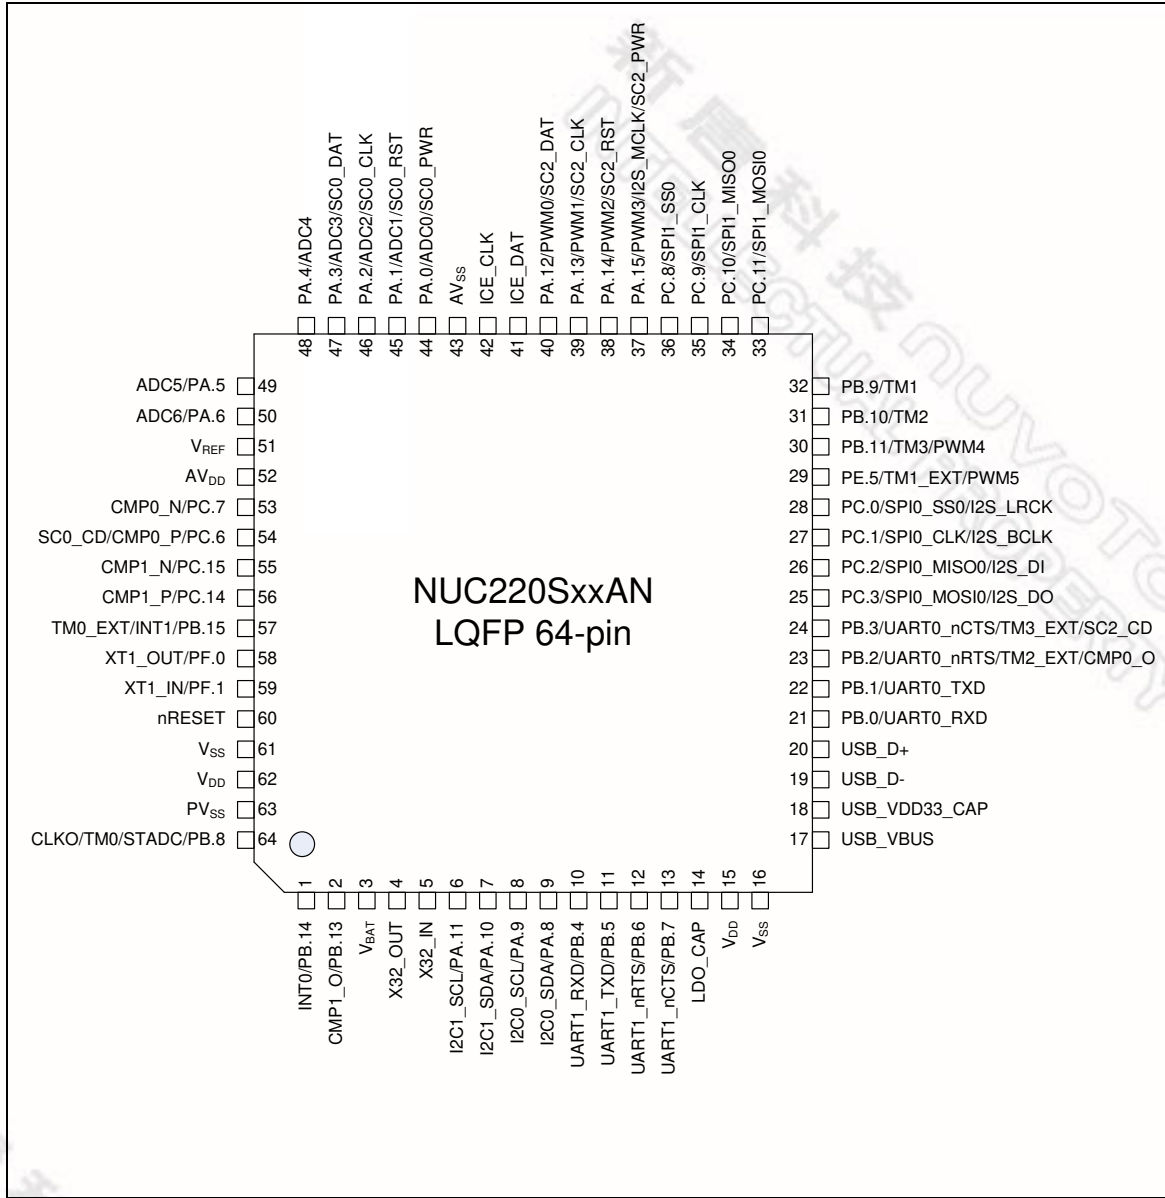 新唐科技 nuvoTo
INTELLECTUAL PROPERTY
PA.4/ADC4
PA.3/ADC3/SC0_DAT
PA.2/ADC2/SC0_CLK
PA.1/ADC1/SC0_RST
PA.0/ADC0/SC0_PWR
AVSS
ICE_CLK
ICE_DAT
PA.12/PWM0/SC2_DAT
PA.13/PWM1/SC2_CLK
PA.14/PWM2/SC2_RST
PA.15/PWM3/I2S_MCLK/SC2_PWR
PC.8/SPI1_SS0
PC.9/SPI1_CLK
PC.10/SPI1_MISO0
PC.11/SPI1_MOSI0
48 47 46 45 44 43 42 41 40 39 38 37 36 35 34 33
ADC5/PA.5 49
ADC6/PA.6 50
VREF 51
AVDD 52
CMP0_N/PC.7 53
SC0_CD/CMP0_P/PC.6 54
CMP1_N/PC.15 55
CMP1_P/PC.14 56
TM0_EXT/INT1/PB.15 57
XT1_OUT/PF.0 58
XT1_IN/PF.1 59
nRESET 60
VSS 61
VDD 62
PVSS 63
CLKO/TM0/STADC/PB.8 64
NUC220SxxAN
LQFP 64-pin
32 PB.9/TM1
31 PB.10/TM2
30 PB.11/TM3/PWM4
29 PE.5/TM1_EXT/PWM5
28 PC.0/SPI0_SS0/I2S_LRCK
27 PC.1/SPI0_CLK/I2S_BCLK
26 PC.2/SPI0_MISO0/I2S_DI
25 PC.3/SPI0_MOSI0/I2S_DO
24 PB.3/UART0_nCTS/TM3_EXT/SC2_CD
23 PB.2/UART0_nRTS/TM2_EXT/CMP0_O
22 PB.1/UART0_TXD
21 PB.0/UART0_RXD
20 USB_D+
19 USB_D-
18 USB_VDD33_CAP
17 USB_VBUS
1 2 3 4 5 6 7 8 9 10 11 12 13 14 15 16
INT0/PB.14
CMP1_O/PB.13
VBAT
X32_OUT
X32_IN
I2C1_SCL/PA.11
I2C1_SDA/PA.10
I2C0_SCL/PA.9
I2C0_SDA/PA.8
UART1_RXD/PB.4
UART1_TXD/PB.5
UART1_nRTS/PB.6
UART1_nCTS/PB.7
LDO_CAP
VDD
VSS